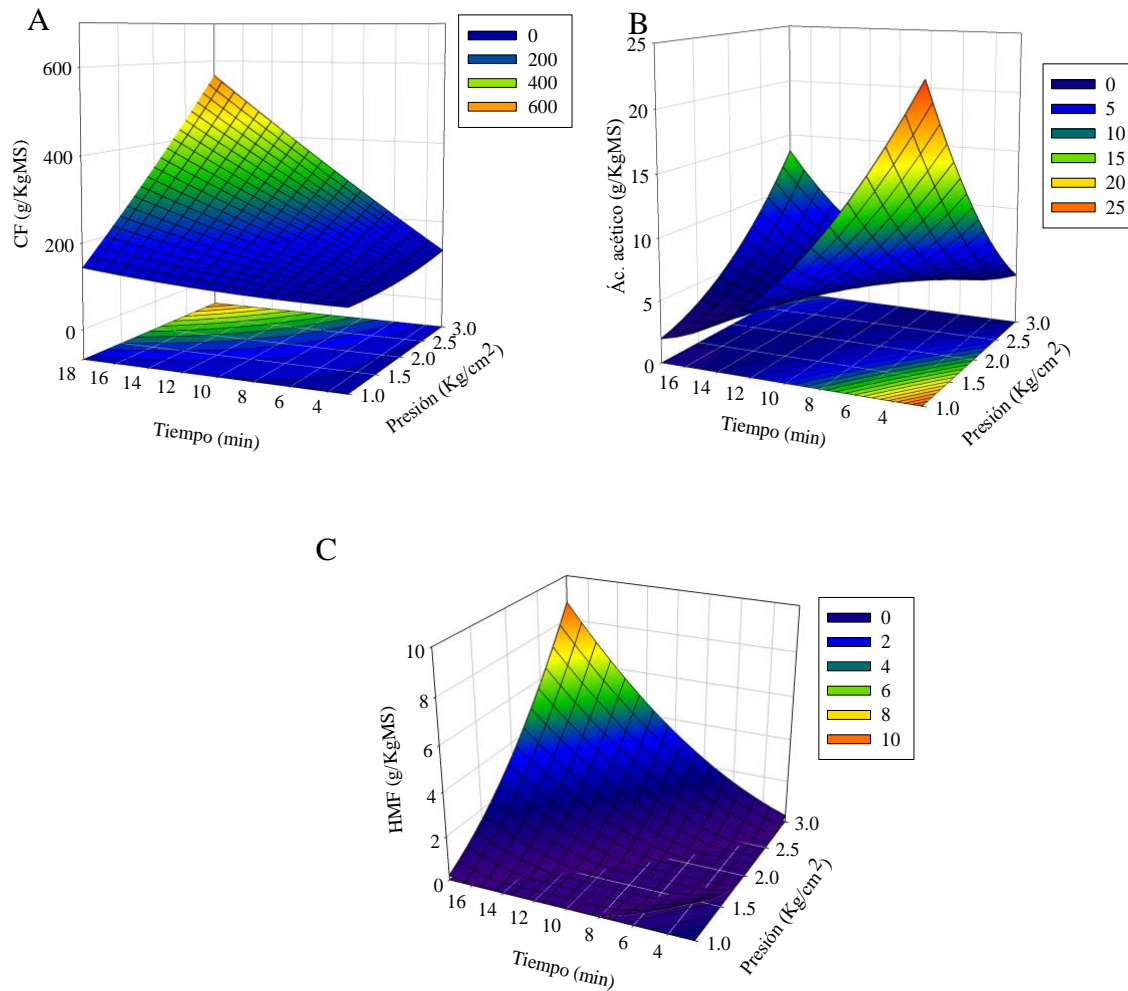 A
0
200
400
600
CF (g/KgMS)
600
400
200
0
18 16 14 12 10 8 6 4
1.0 1.5 2.0 2.5 3.0
Tiempo (min)
Presión (Kg/cm2)
B
0
5
10
15
20
25
Ác. acético (g/KgMS)
25
20
15
10
5
0
16 14 12 10 8 6 4
1.0 1.5 2.0 2.5 3.0
Tiempo (min)
Presión (Kg/cm2)
C
0
2
4
6
8
10
HMF (g/KgMS)
10
8
6
4
2
0
16 14 12 10 8 6 4
1.0 1.5 2.0 2.5 3.0
Tiempo (min)
Presión (Kg/cm2)